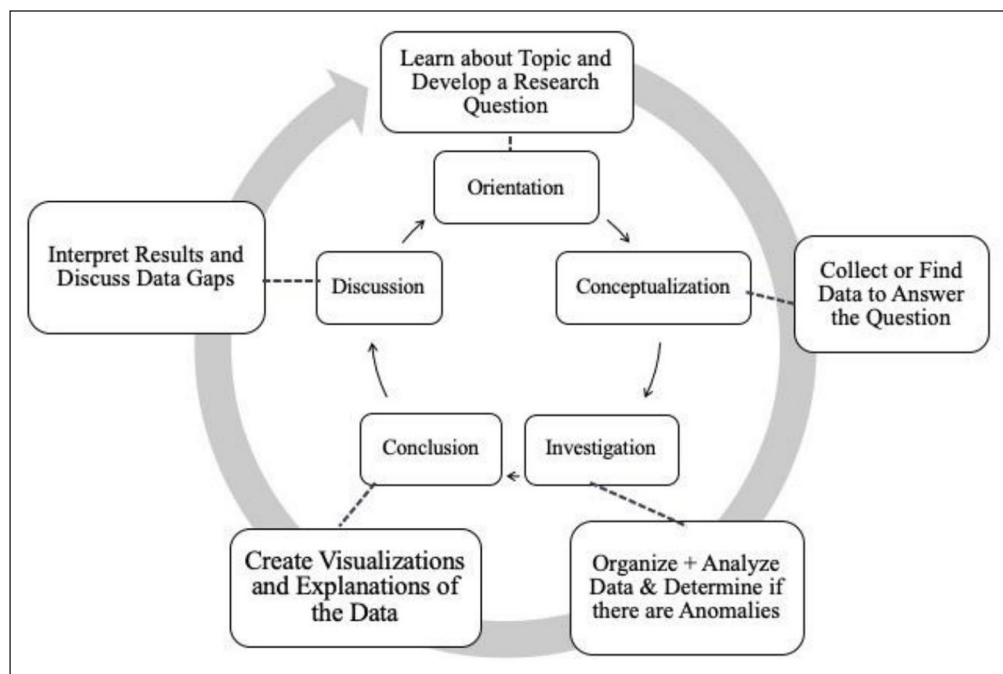 Learn about Topic and
Develop a Research
Question
Orientation
Interpret Results and
Discuss Data Gaps
Discussion
Conceptualization
Collect or Find
Data to Answer
the Question
Conclusion
Investigation
Create Visualizations
and Explanations of
the Data
Organize + Analyze
Data & Determine if
there are Anomalies